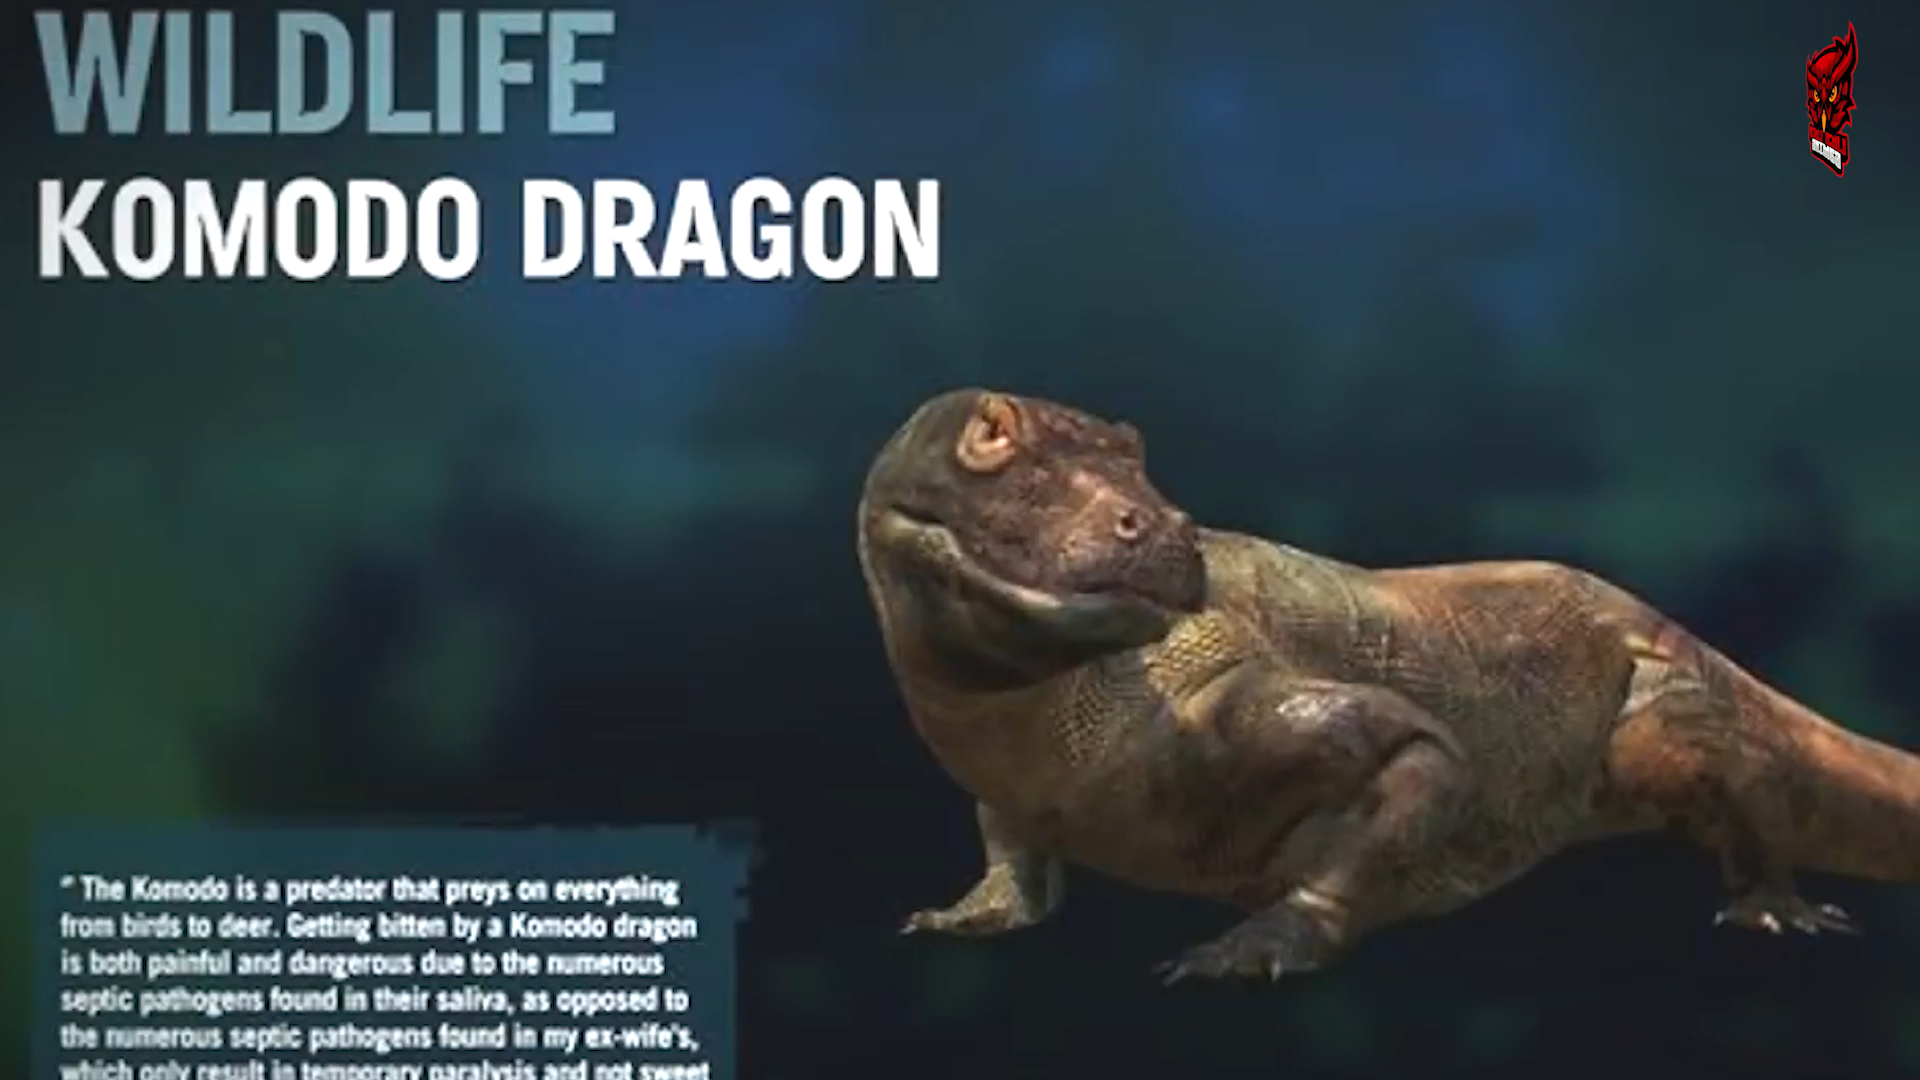 WILDLIFE
KOMODO DRAGON
" The Komodo is a predator that preys on everything
from birds to deer. Getting bitten by a Komodo dragon
is both painful and dangerous due to the numerous
septic pathogens found in their saliva, as opposed to
the numerous septic pathogens found in my ex-wife's,
which only result in temporary paralysis and not sweet